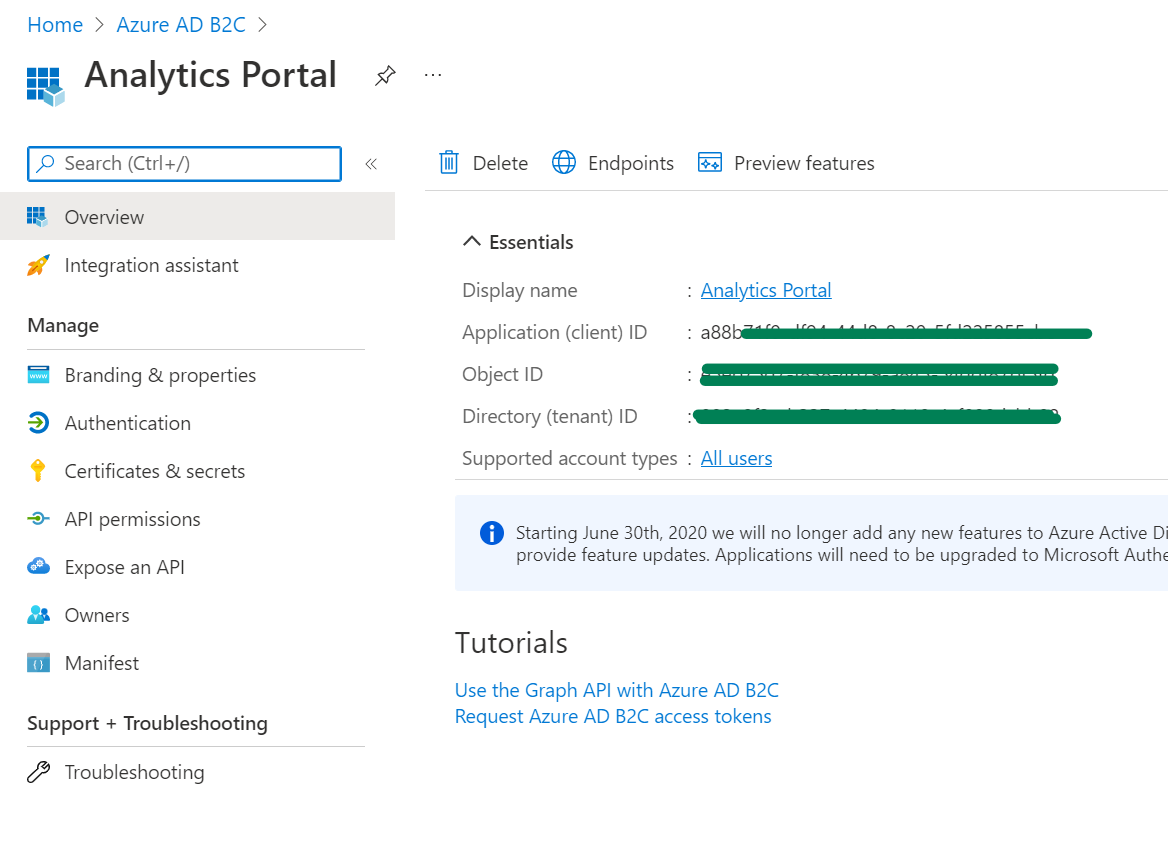 Home > Azure AD B2C >
Analytics Portal
Search (Ctrl+/)
Overview
Integration assistant
Manage
Branding & properties
Authentication
Certificates & secrets
API permissions
Expose an API
Owners
Manifest
Support + Troubleshooting
Troubleshooting
Delete
Endpoints
Preview features
Essentials
Display name : Analytics Portal
Application (client) ID : a88b
Object ID :
Directory (tenant) ID :
Supported account types : All users
Starting June 30th, 2020 we will no longer add any new features to Azure Active Di
provide feature updates. Applications will need to be upgraded to Microsoft Authe
Tutorials
Use the Graph API with Azure AD B2C
Request Azure AD B2C access tokens